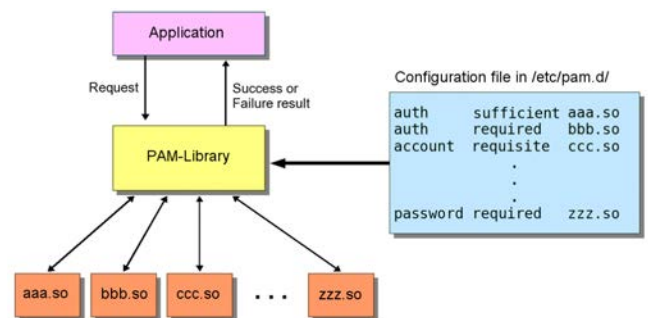 Application
Request
Success or
Failure result
PAM-Library
Configuration file in /etc/pam.d/
auth sufficient aaa.so
auth required bbb.so
account requisite ccc.so
.
.
.
password required zzz.so
aaa.so
bbb.so
ccc.so
. . .
zzz.so